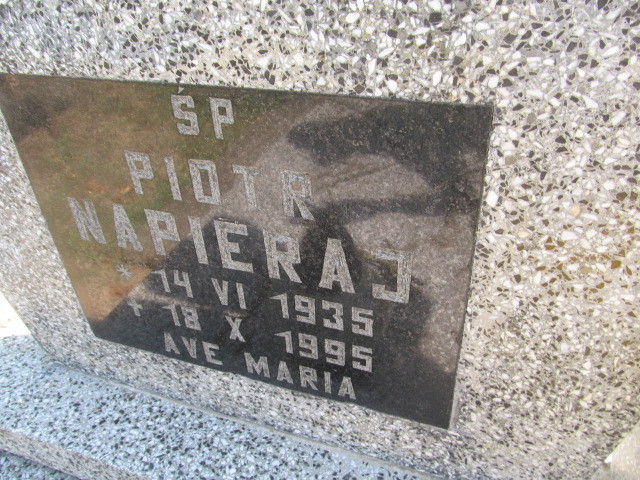 ŚP
PIOTR
NAPIERAJ
* 14 VI 1935
+ 18 X 1995
AVE MARIA